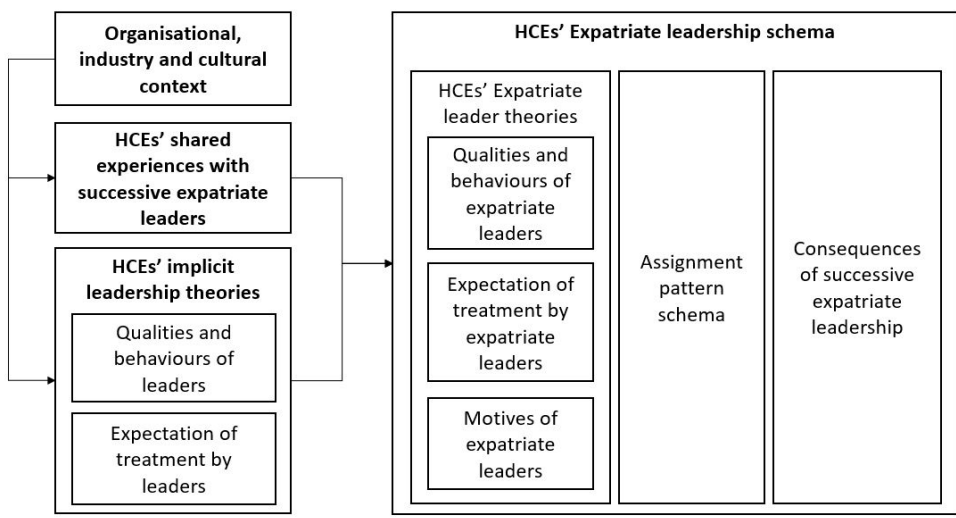 Organisational,
industry and cultural
context
HCEs' shared
experiences with
successive expatriate
leaders
HCEs' implicit
leadership theories
Qualities and
behaviours of
leaders
Expectation of
treatment by
leaders
HCEs' Expatriate leadership schema
HCEs' Expatriate
leader theories
Qualities and
behaviours of
expatriate
leaders
Expectation of
treatment by
expatriate
leaders
Motives of
expatriate
leaders
Assignment
pattern
schema
Consequences
of successive
expatriate
leadership